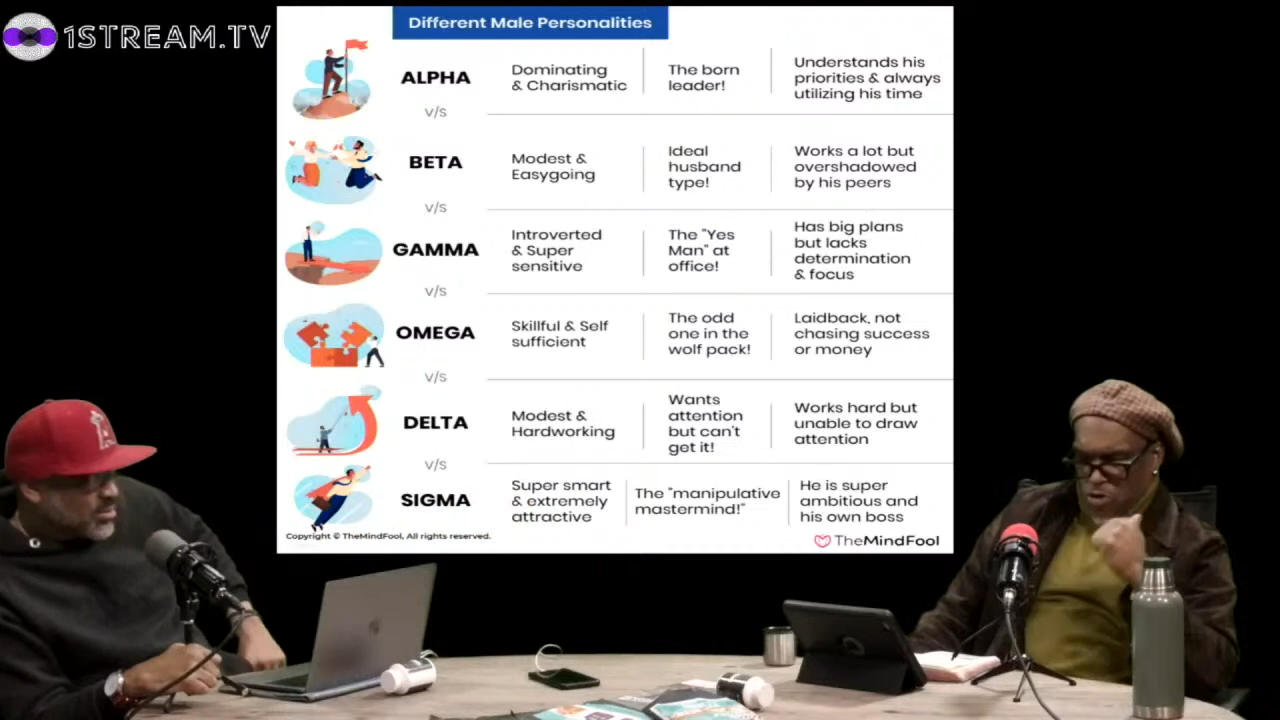 1STREAM.TV
Different Male Personalities
ALPHA
Dominating
& Charismatic
The born
leader!
Understands his
priorities & always
utilizing his time
v/s
BETA
Modest &
Easygoing
Ideal
husband
type!
Works a lot but
overshadowed
by his peers
v/s
GAMMA
Introverted
& Super
sensitive
The "Yes
Man" at
office!
Has big plans
but lacks
determination
& focus
v/s
OMEGA
Skillful & Self
sufficient
The odd
one in the
wolf pack!
Laidback, not
chasing success
or money
v/s
DELTA
Modest &
Hardworking
Wants
attention
but can't
get it!
Works hard but
unable to draw
attention
v/s
SIGMA
Super smart
& extremely
attractive
The "manipulative
mastermind!"
He is super
ambitious and
his own boss
Copyright © TheMindFool, All rights reserved.
TheMindFool